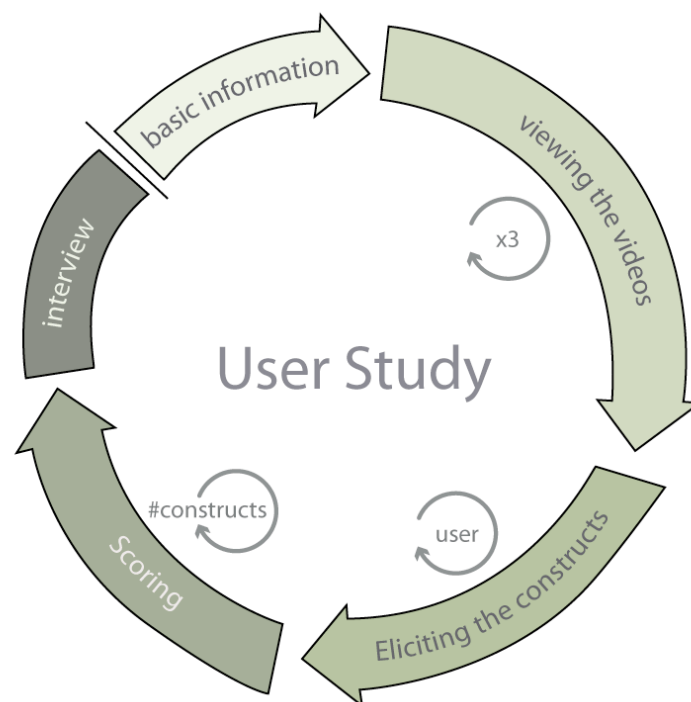 basic information
viewing the videos
x3
interview
User Study
#constructs
user
Scoring
Eliciting the constructs